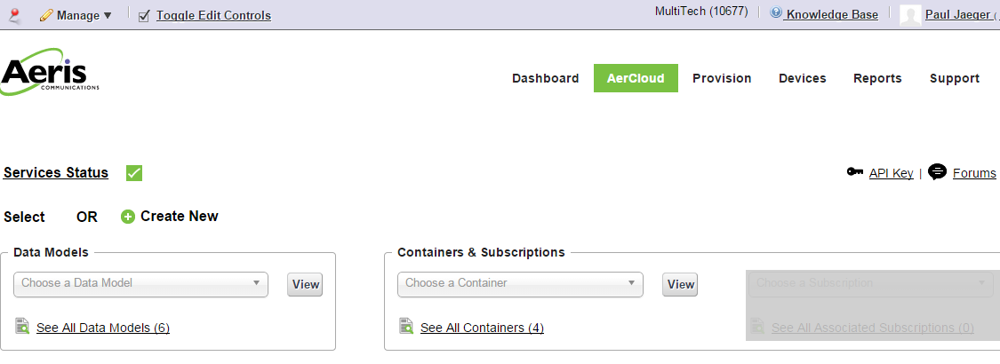 Manage ▼ Toggle Edit Controls MultiTech (10677) Knowledge Base Paul Jaeger (
Aeris
COMMUNICATIONS
Dashboard AerCloud Provision Devices Reports Support
Services Status API Key | Forums
Select OR Create New
Data Models Containers & Subscriptions
Choose a Data Model View Choose a Container View Choose a Subscription
See All Data Models (6) See All Containers (4) See All Associated Subscriptions (0)